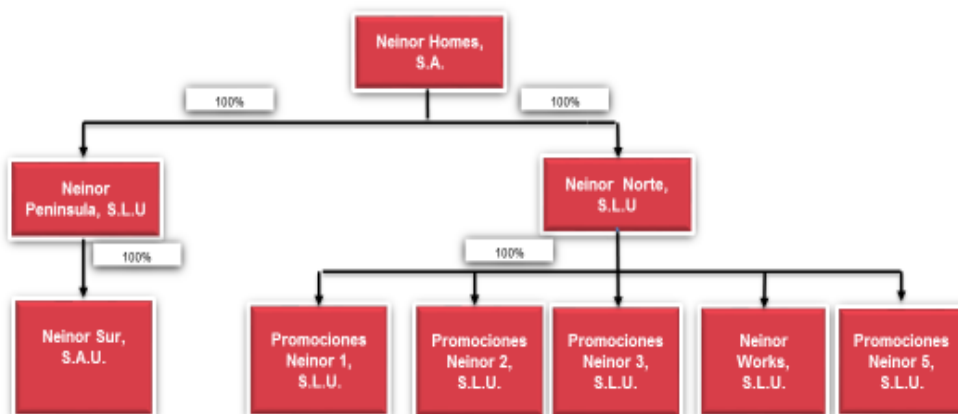 Neinor Homes,
S.A.
100%
100%
Neinor
Peninsula, S.L.U
Neinor Norte,
S.L.U
100%
100%
Neinor Sur,
S.A.U.
Promociones
Neinor 1,
S.L.U.
Promociones
Neinor 2,
S.L.U.
Promociones
Neinor 3,
S.L.U.
Neinor
Works,
S.L.U.
Promociones
Neinor 5,
S.L.U.